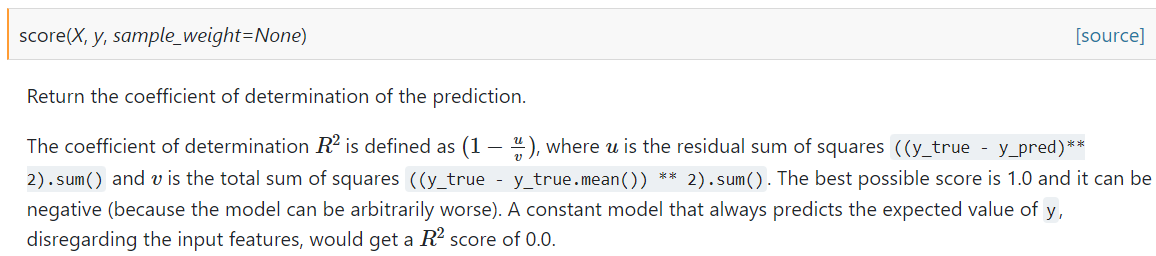 score(X, y, sample_weight=None) [source]
Return the coefficient of determination of the prediction.
The coefficient of determination R² is defined as (1 − u/v), where u is the residual sum of squares ((y_true - y_pred)**
2).sum() and v is the total sum of squares ((y_true - y_true.mean()) ** 2).sum(). The best possible score is 1.0 and it can be
negative (because the model can be arbitrarily worse). A constant model that always predicts the expected value of y,
disregarding the input features, would get a R² score of 0.0.